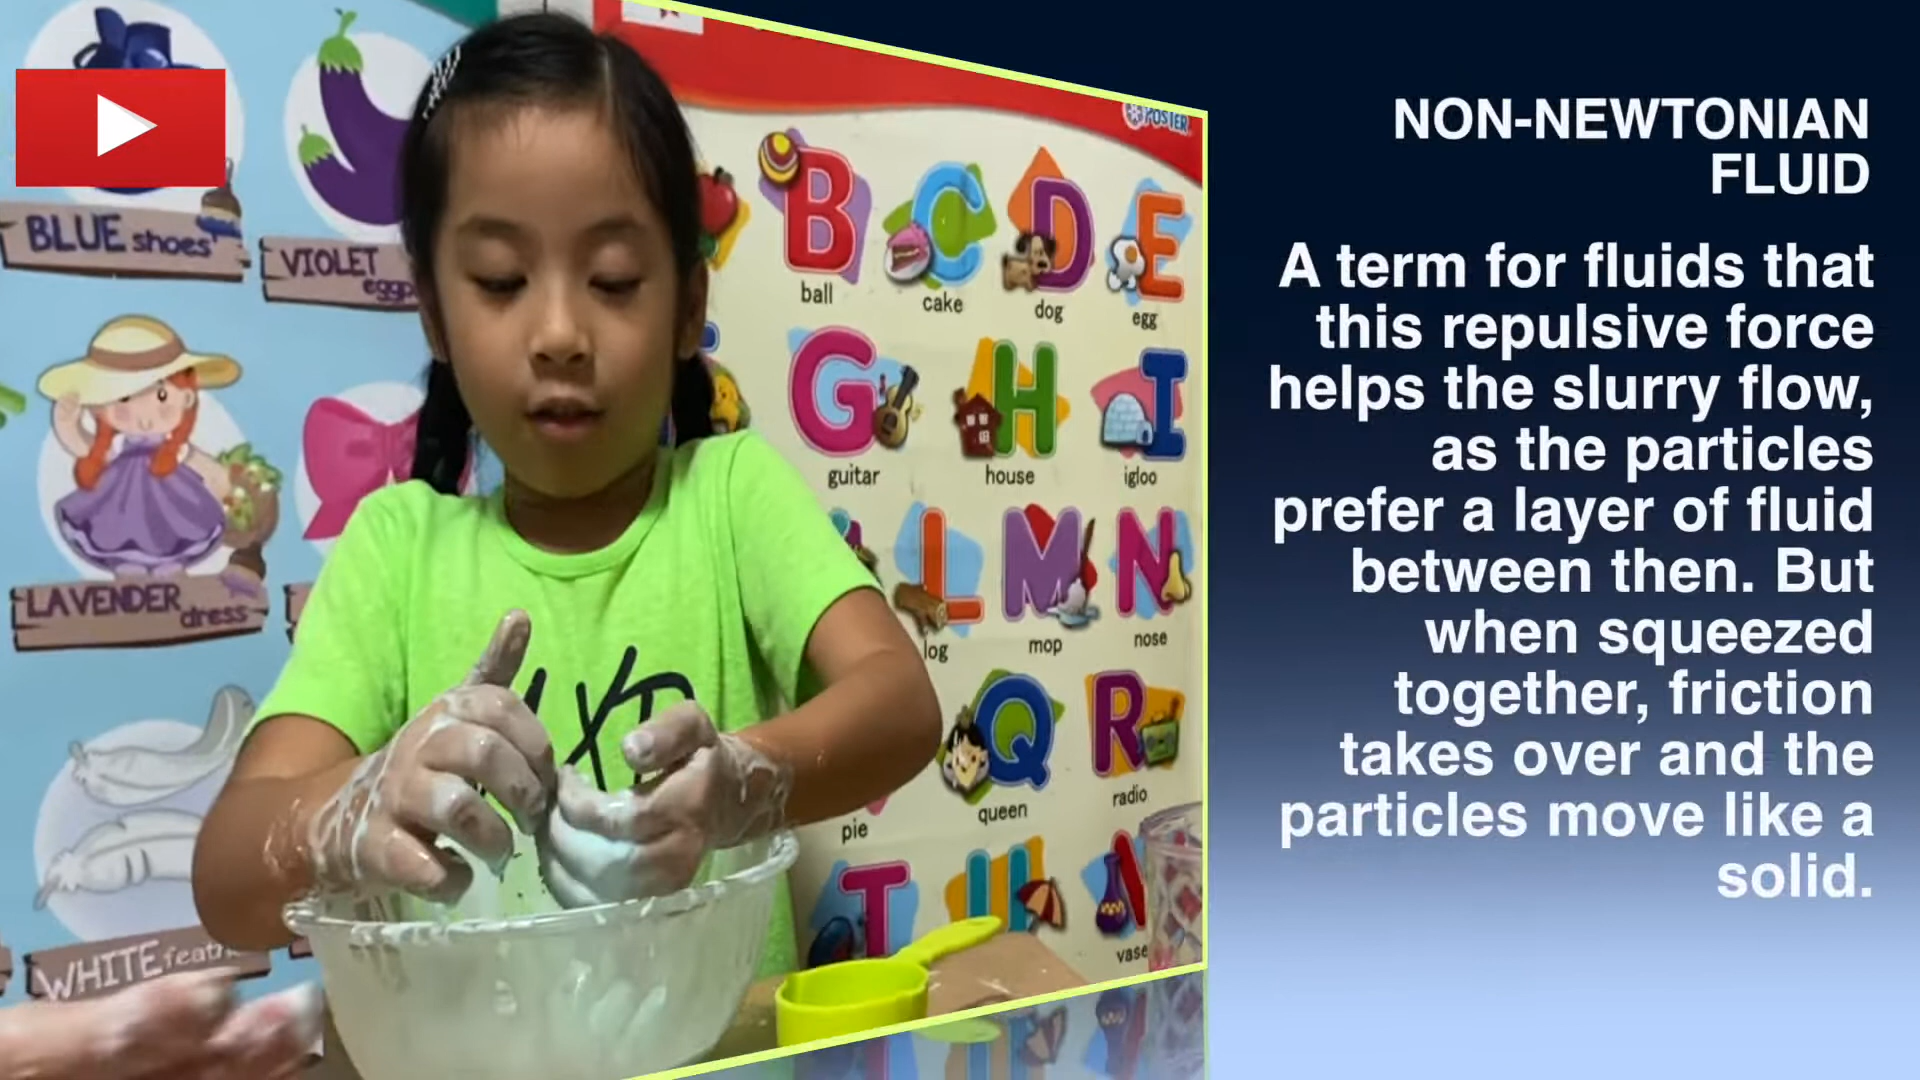 NON-NEWTONIAN
FLUID
A term for fluids that
this repulsive force
helps the slurry flow,
as the particles
prefer a layer of fluid
between then. But
when squeezed
together, friction
takes over and the
particles move like a
solid.
POSTER
BLUE shoes
VIOLET
LAVENDER dress
WHITE
B C D E
ball cake dog egg
G H I
guitar house igloo
L M N
log mop nose
Q R
pie queen radio
T U V
vase